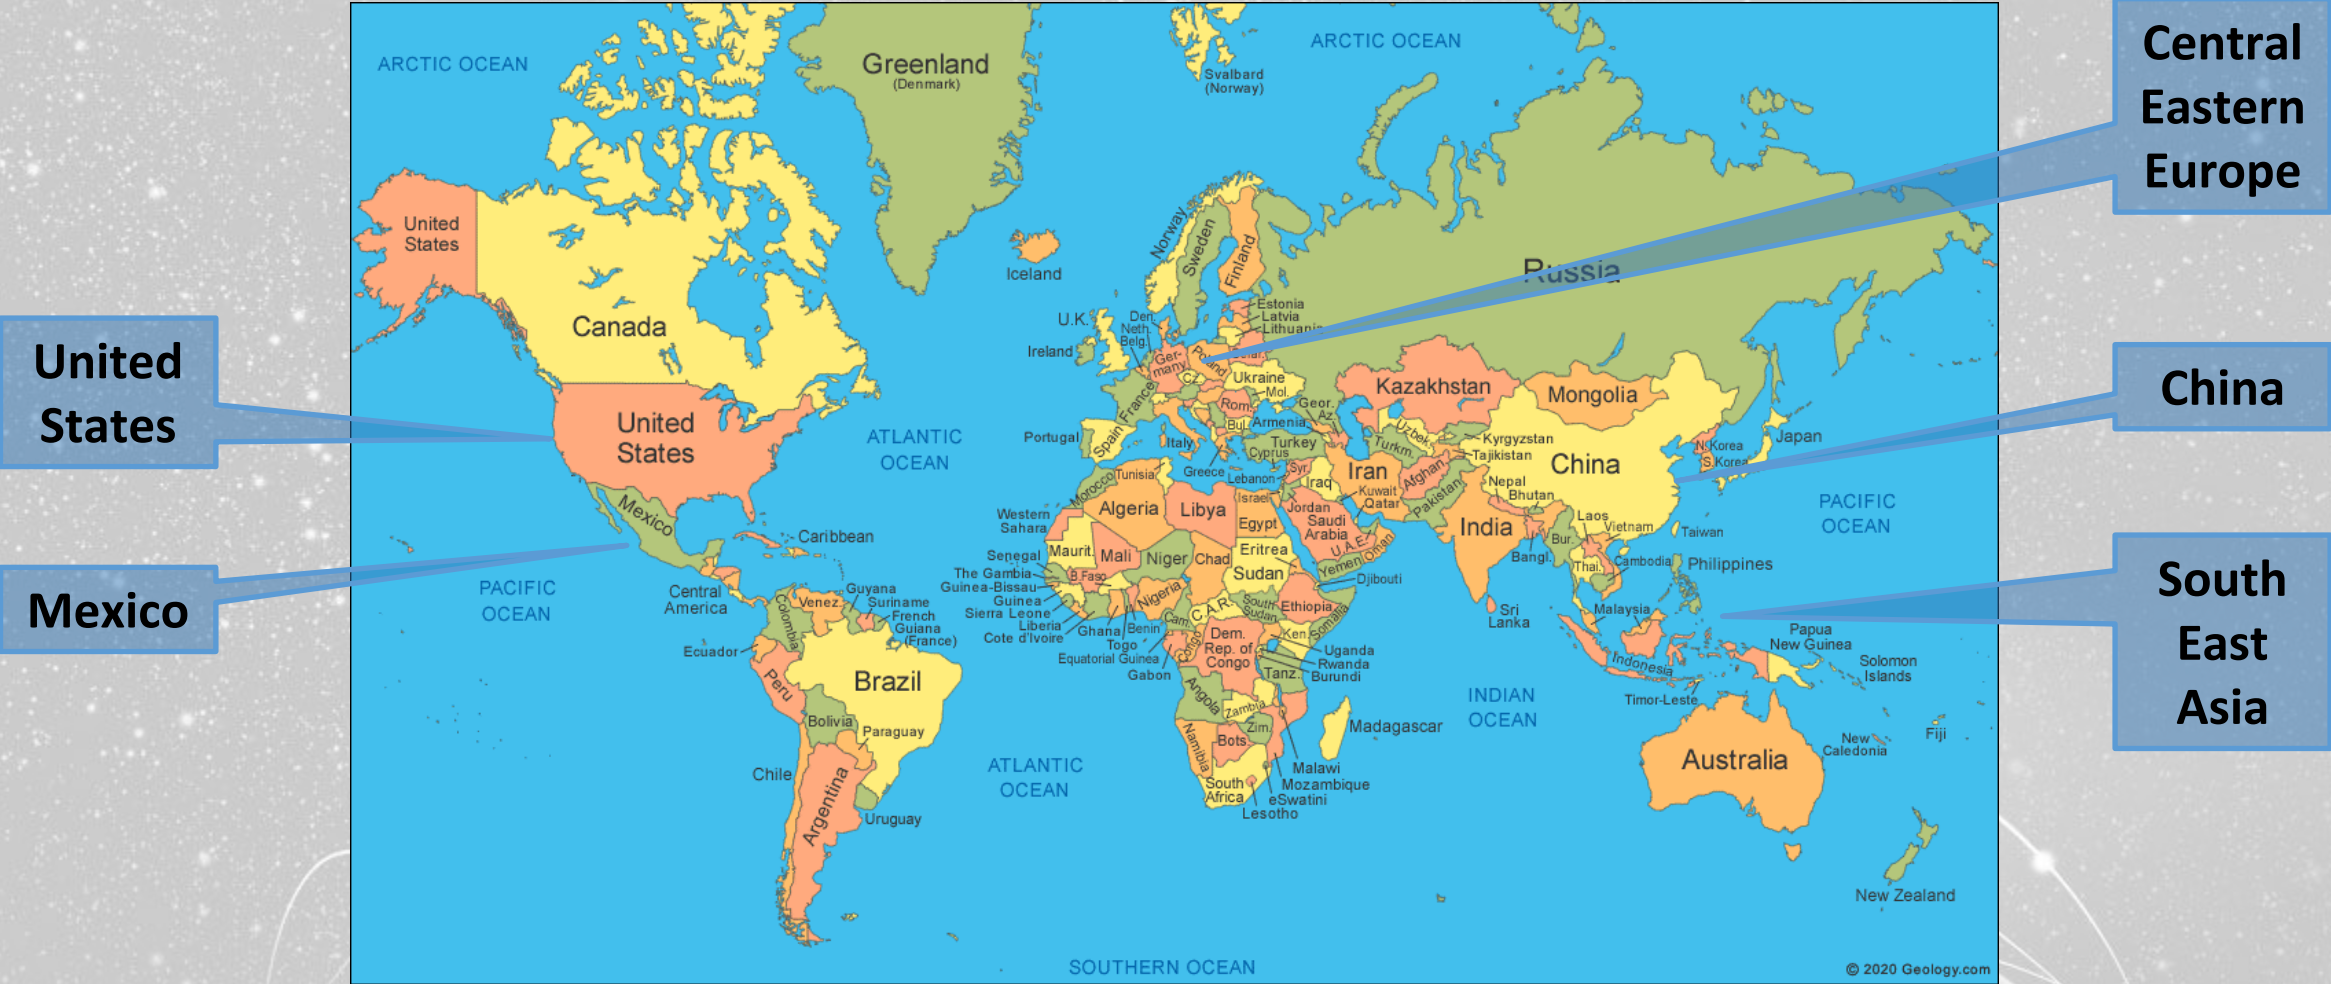 Central
Eastern
Europe
United
States
China
Mexico
South
East
Asia
ARCTIC OCEAN
ARCTIC OCEAN
Greenland
(Denmark)
Svalbard
(Norway)
United
States
Canada
Iceland
Norway
Sweden
Finland
Russia
Estonia
Latvia
Lithuania
U.K.
Den.
Neth.
Belg.
Ireland
Ger-
many
Poland
Belar.
Cz.
Ukraine
Mol.
France
Rom.
Bul.
Geor.
Az.
Armenia
Kazakhstan
Mongolia
United
States
ATLANTIC
OCEAN
Portugal
Spain
Italy
Greece
Turkey
Cyprus
Syr.
Lebanon
Israel
Iraq
Iran
Uzbek.
Turkm.
Kyrgyzstan
Tajikistan
Afghan.
Pakistan
China
N.Korea
S.Korea
Japan
Mexico
Morocco
Tunisia
Algeria
Libya
Egypt
Jordan
Saudi
Arabia
Kuwait
Qatar
U.A.E.
Oman
Yemen
Nepal
Bhutan
India
Bangl.
Bur.
Laos
Vietnam
Taiwan
PACIFIC
OCEAN
Western
Sahara
Caribbean
Senegal
The Gambia
Guinea-Bissau
Guinea
Sierra Leone
Liberia
Cote d'Ivoire
Maurit.
Mali
Niger
Chad
Eritrea
Sudan
Djibouti
B.Faso
Nigeria
Ghana
Togo
Benin
Cam.
C.A.R.
South
Sudan
Ethiopia
Somalia
Thai.
Cambodia
Philippines
Sri
Lanka
Malaysia
PACIFIC
OCEAN
Central
America
Guyana
Suriname
French
Guiana
(France)
Venez.
Colombia
Ecuador
Peru
Brazil
Bolivia
Paraguay
Chile
Argentina
Uruguay
Equatorial Guinea
Gabon
Congo
Dem.
Rep. of
Congo
Ken.
Uganda
Rwanda
Burundi
Tanz.
Angola
Zambia
Zim.
Namibia
Bots.
South
Africa
Malawi
Mozambique
eSwatini
Lesotho
Madagascar
INDIAN
OCEAN
Indonesia
Timor-Leste
Papua
New Guinea
Solomon
Islands
Australia
New
Caledonia
Fiji
New Zealand
ATLANTIC
OCEAN
SOUTHERN OCEAN
© 2020 Geology.com